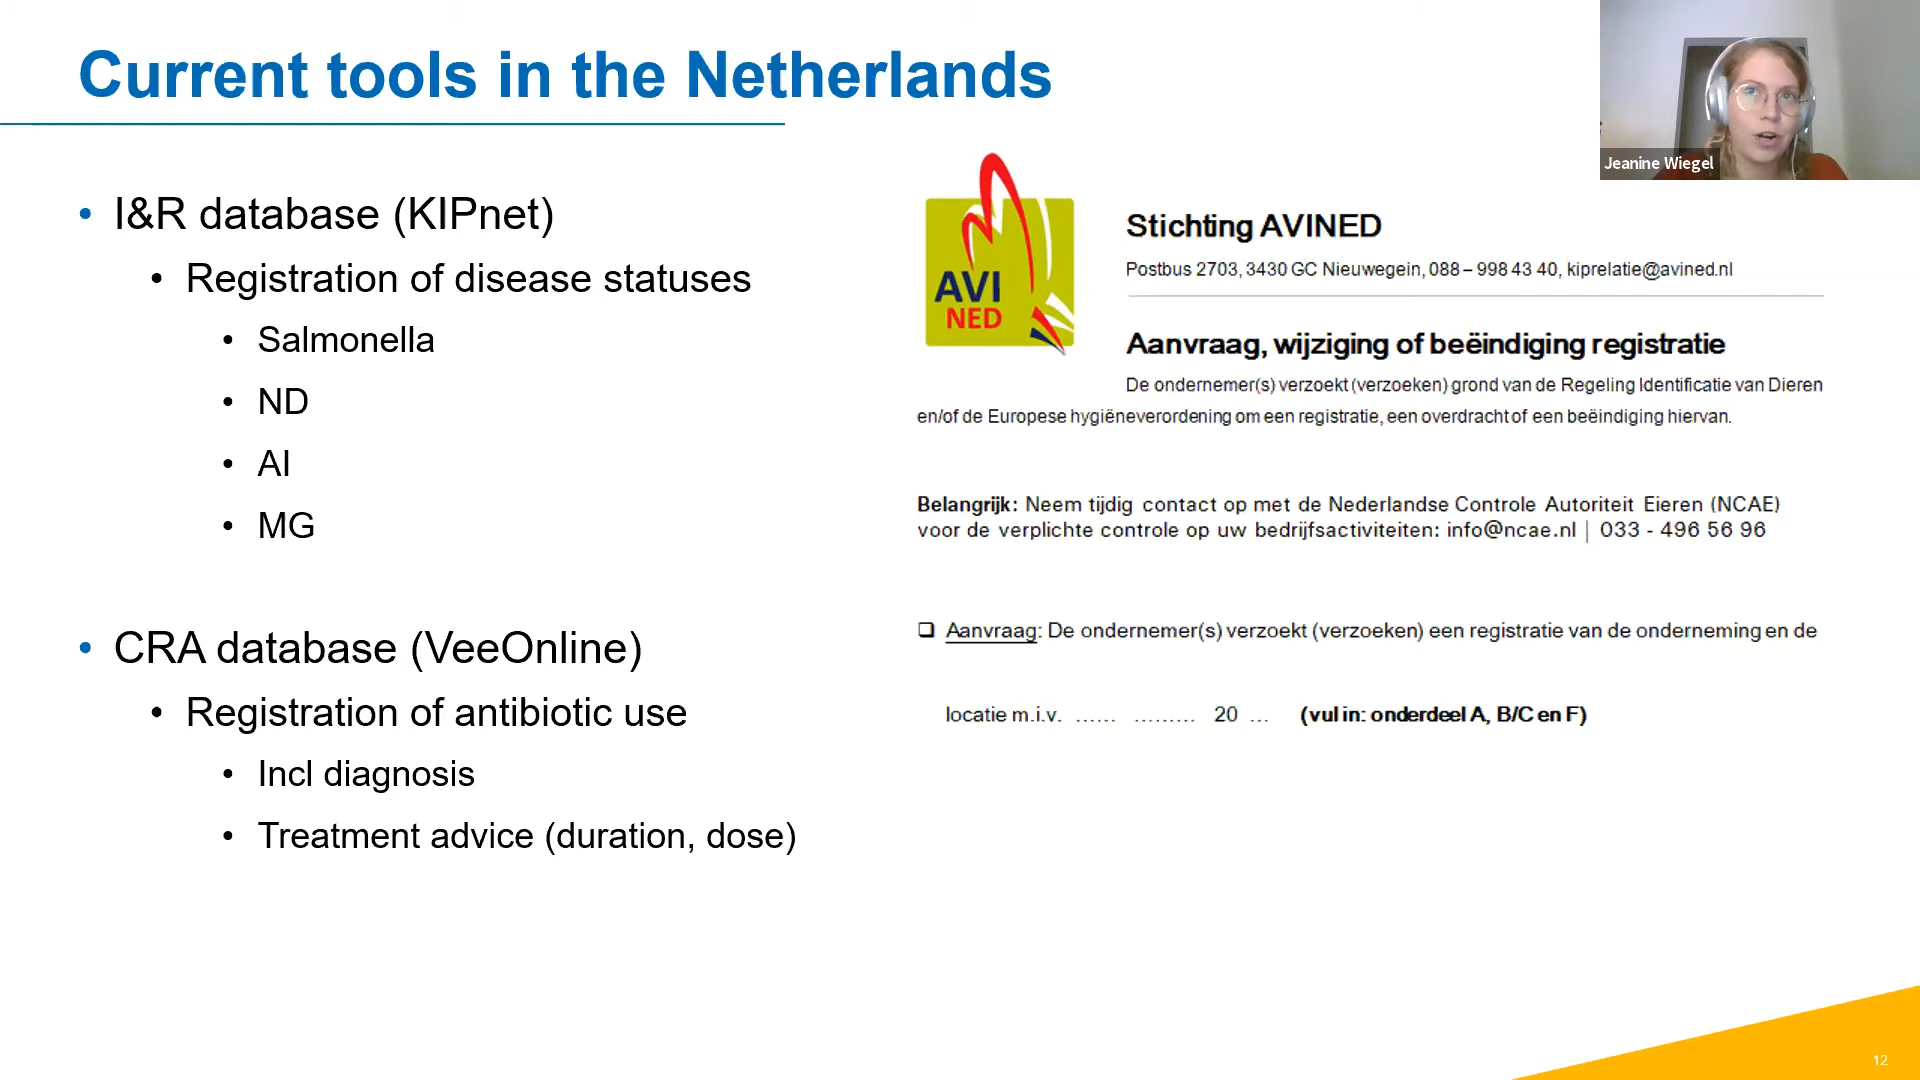 Current tools in the Netherlands
Jeanine Wiegel
• I&R database (KIPnet)
• Registration of disease statuses
• Salmonella
• ND
• AI
• MG
• CRA database (VeeOnline)
• Registration of antibiotic use
• Incl diagnosis
• Treatment advice (duration, dose)
AVI
NED
Stichting AVINED
Postbus 2703, 3430 GC Nieuwegein, 088 – 998 43 40, kiprelatie@avined.nl
Aanvraag, wijziging of beëindiging registratie
De ondernemer(s) verzoekt (verzoeken) grond van de Regeling Identificatie van Dieren
en/of de Europese hygiëneverordening om een registratie, een overdracht of een beëindiging hiervan.
Belangrijk: Neem tijdig contact op met de Nederlandse Controle Autoriteit Eieren (NCAE)
voor de verplichte controle op uw bedrijfsactiviteiten: info@ncae.nl | 033 - 496 56 96
❑ Aanvraag: De ondernemer(s) verzoekt (verzoeken) een registratie van de onderneming en de
locatie m.i.v. ...... ......... 20 ... (vul in: onderdeel A, B/C en F)
12